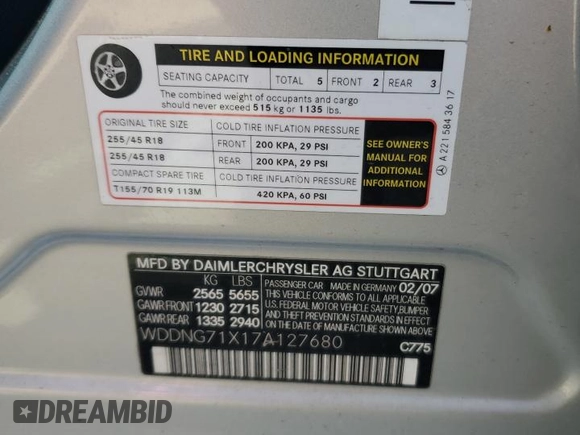 TIRE AND LOADING INFORMATION
SEATING CAPACITY TOTAL 5 FRONT 2 REAR 3
The combined weight of occupants and cargo
should never exceed 515 kg or 1135 lbs.
ORIGINAL TIRE SIZE COLD TIRE INFLATION PRESSURE
255/45 R18 FRONT 200 KPA, 29 PSI
255/45 R18 REAR 200 KPA, 29 PSI
COMPACT SPARE TIRE COLD TIRE INFLATION PRESSURE
T155/70 R19 113M 420 KPA, 60 PSI
SEE OWNER'S
MANUAL FOR
ADDITIONAL
INFORMATION
A 221 584 36 17
MFD BY DAIMLERCHRYSLER AG STUTTGART
KG LBS
GVWR 2565 5655
GAWR FRONT 1230 2715
GAWR REAR 1335 2940
PASSENGER CAR MADE IN GERMANY 02/07
THIS VEHICLE CONFORMS TO ALL APPLICABLE
U.S. FEDERAL MOTOR VEHICLE SAFETY,BUMPER,
AND THEFT PREVENTION STANDARDS IN EFFECT
ON THE DATE OF MANUFACTURE SHOWN ABOVE.
WDDNG71X17A127680
C775
DREAMBID